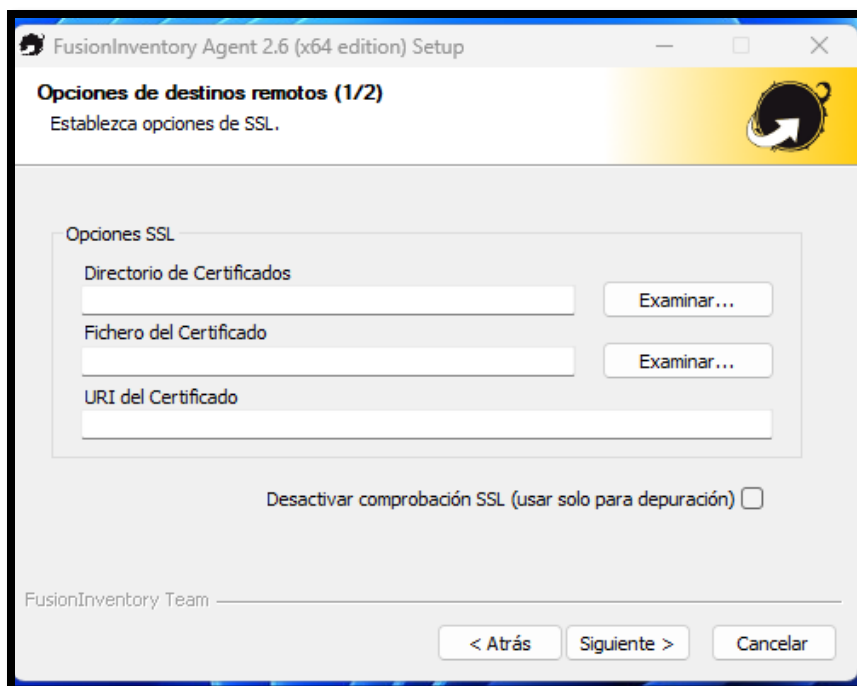 FusionInventory Agent 2.6 (x64 edition) Setup
Opciones de destinos remotos (1/2)
Establezca opciones de SSL.
Opciones SSL
Directorio de Certificados
Examinar...
Fichero del Certificado
Examinar...
URI del Certificado
Desactivar comprobación SSL (usar solo para depuración)
FusionInventory Team
< Atrás Siguiente > Cancelar